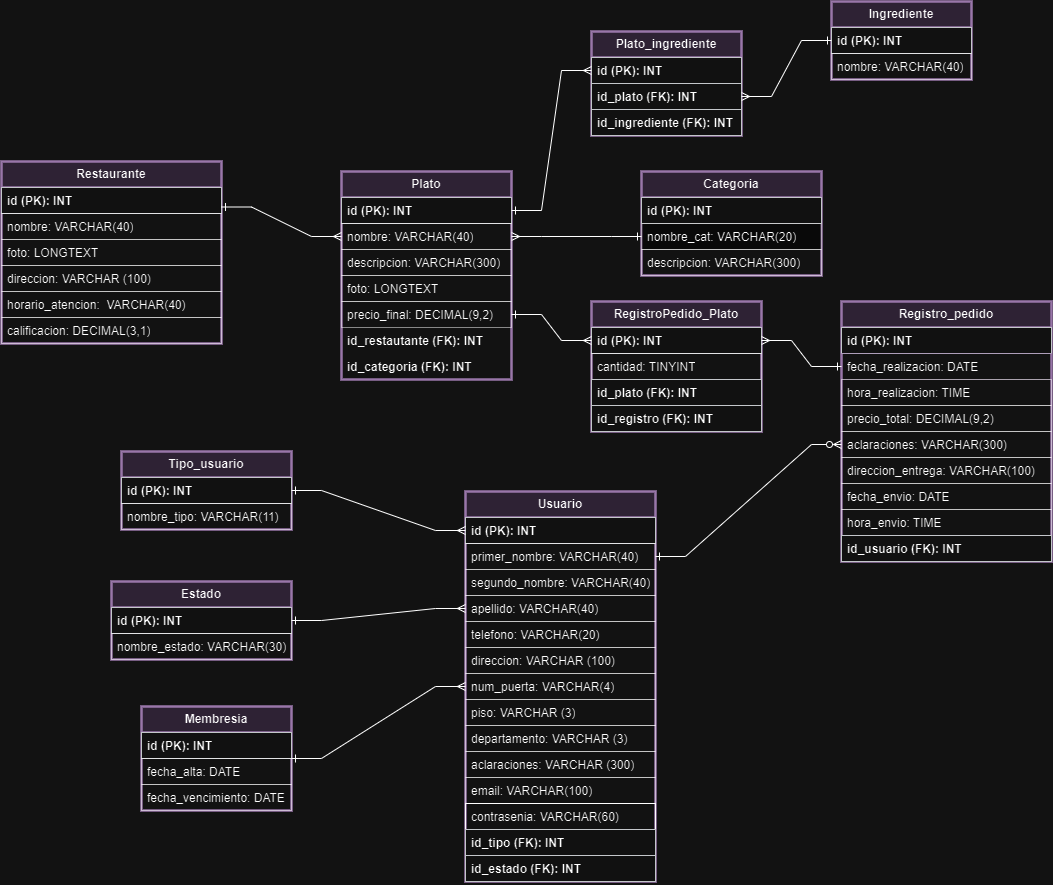 Ingrediente
id (PK): INT
nombre: VARCHAR(40)
Plato_ingrediente
id (PK): INT
id_plato (FK): INT
id_ingrediente (FK): INT
Restaurante
id (PK): INT
nombre: VARCHAR(40)
foto: LONGTEXT
direccion: VARCHAR (100)
horario_atencion:  VARCHAR(40)
calificacion: DECIMAL(3,1)
Plato
id (PK): INT
nombre: VARCHAR(40)
descripcion: VARCHAR(300)
foto: LONGTEXT
precio_final: DECIMAL(9,2)
id_restautante (FK): INT
id_categoria (FK): INT
Categoria
id (PK): INT
nombre_cat: VARCHAR(20)
descripcion: VARCHAR(300)
RegistroPedido_Plato
id (PK): INT
cantidad: TINYINT
id_plato (FK): INT
id_registro (FK): INT
Registro_pedido
id (PK): INT
fecha_realizacion: DATE
hora_realizacion: TIME
precio_total: DECIMAL(9,2)
aclaraciones: VARCHAR(300)
direccion_entrega: VARCHAR(100)
fecha_envio: DATE
hora_envio: TIME
id_usuario (FK): INT
Tipo_usuario
id (PK): INT
nombre_tipo: VARCHAR(11)
Estado
id (PK): INT
nombre_estado: VARCHAR(30)
Membresia
id (PK): INT
fecha_alta: DATE
fecha_vencimiento: DATE
Usuario
id (PK): INT
primer_nombre: VARCHAR(40)
segundo_nombre: VARCHAR(40)
apellido: VARCHAR(40)
telefono: VARCHAR(20)
direccion: VARCHAR (100)
num_puerta: VARCHAR(4)
piso: VARCHAR (3)
departamento: VARCHAR (3)
aclaraciones: VARCHAR (300)
email: VARCHAR(100)
contrasenia: VARCHAR(60)
id_tipo (FK): INT
id_estado (FK): INT